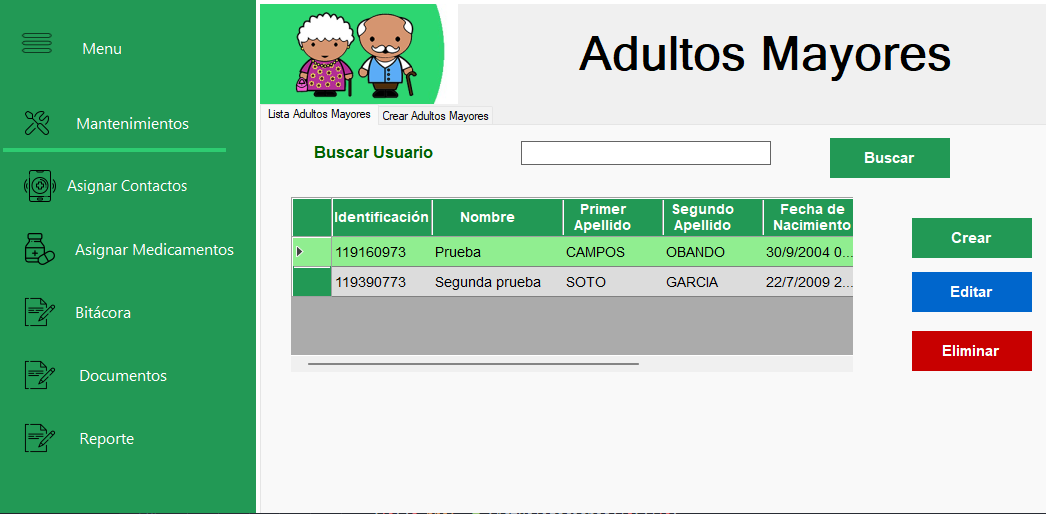 Menu
Mantenimientos
Asignar Contactos
Asignar Medicamentos
Bitácora
Documentos
Reporte
Adultos Mayores
Lista Adultos Mayores
Crear Adultos Mayores
Buscar Usuario
Buscar
Identificación Nombre Primer Apellido Segundo Apellido Fecha de Nacimiento
119160973 Prueba CAMPOS OBANDO 30/9/2004 0...
119390773 Segunda prueba SOTO GARCIA 22/7/2009 2...
Crear
Editar
Eliminar